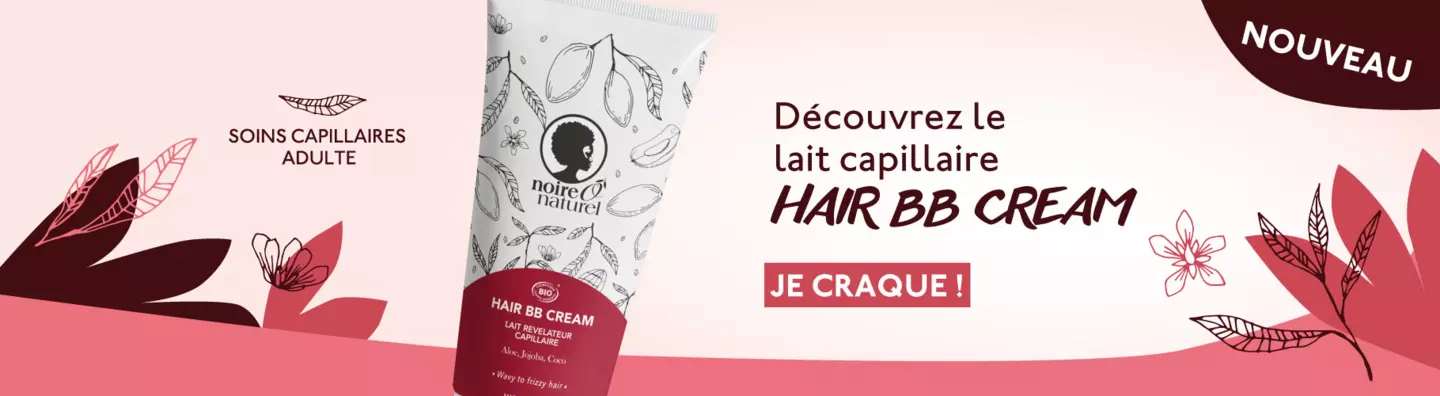 SOINS CAPILLAIRES
ADULTE
noire Ô
naturel
BIO
HAIR BB CREAM
LAIT REVELATEUR
CAPILLAIRE
Aloe, Jojoba, Coco
• Wavy to frizzy hair •
Découvrez le
lait capillaire
HAIR BB CREAM
JE CRAQUE !
NOUVEAU